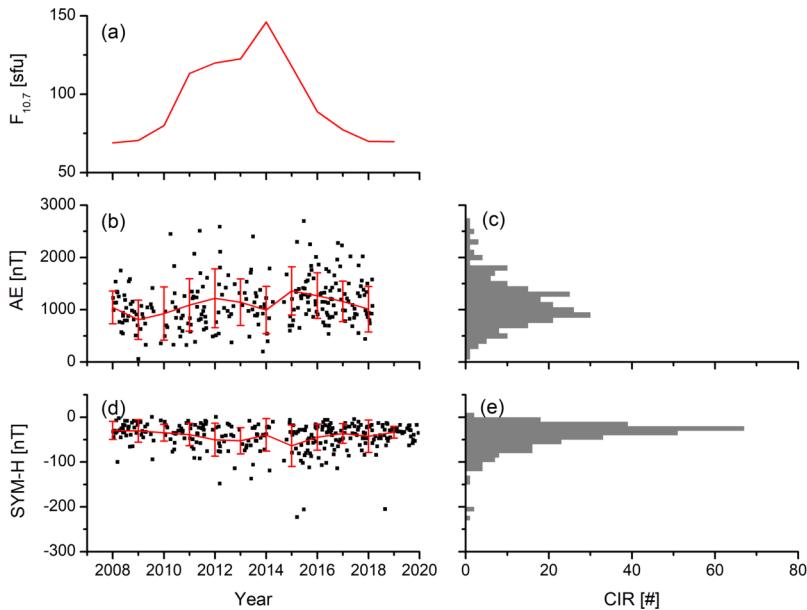 (a)
F10.7 [sfu]
150
100
50
(b)
AE [nT]
3000
2000
1000
0
(c)
(d)
SYM-H [nT]
0
-100
-200
-300
2008 2010 2012 2014 2016 2018 2020
Year
(e)
0 20 40 60 80
CIR [#]